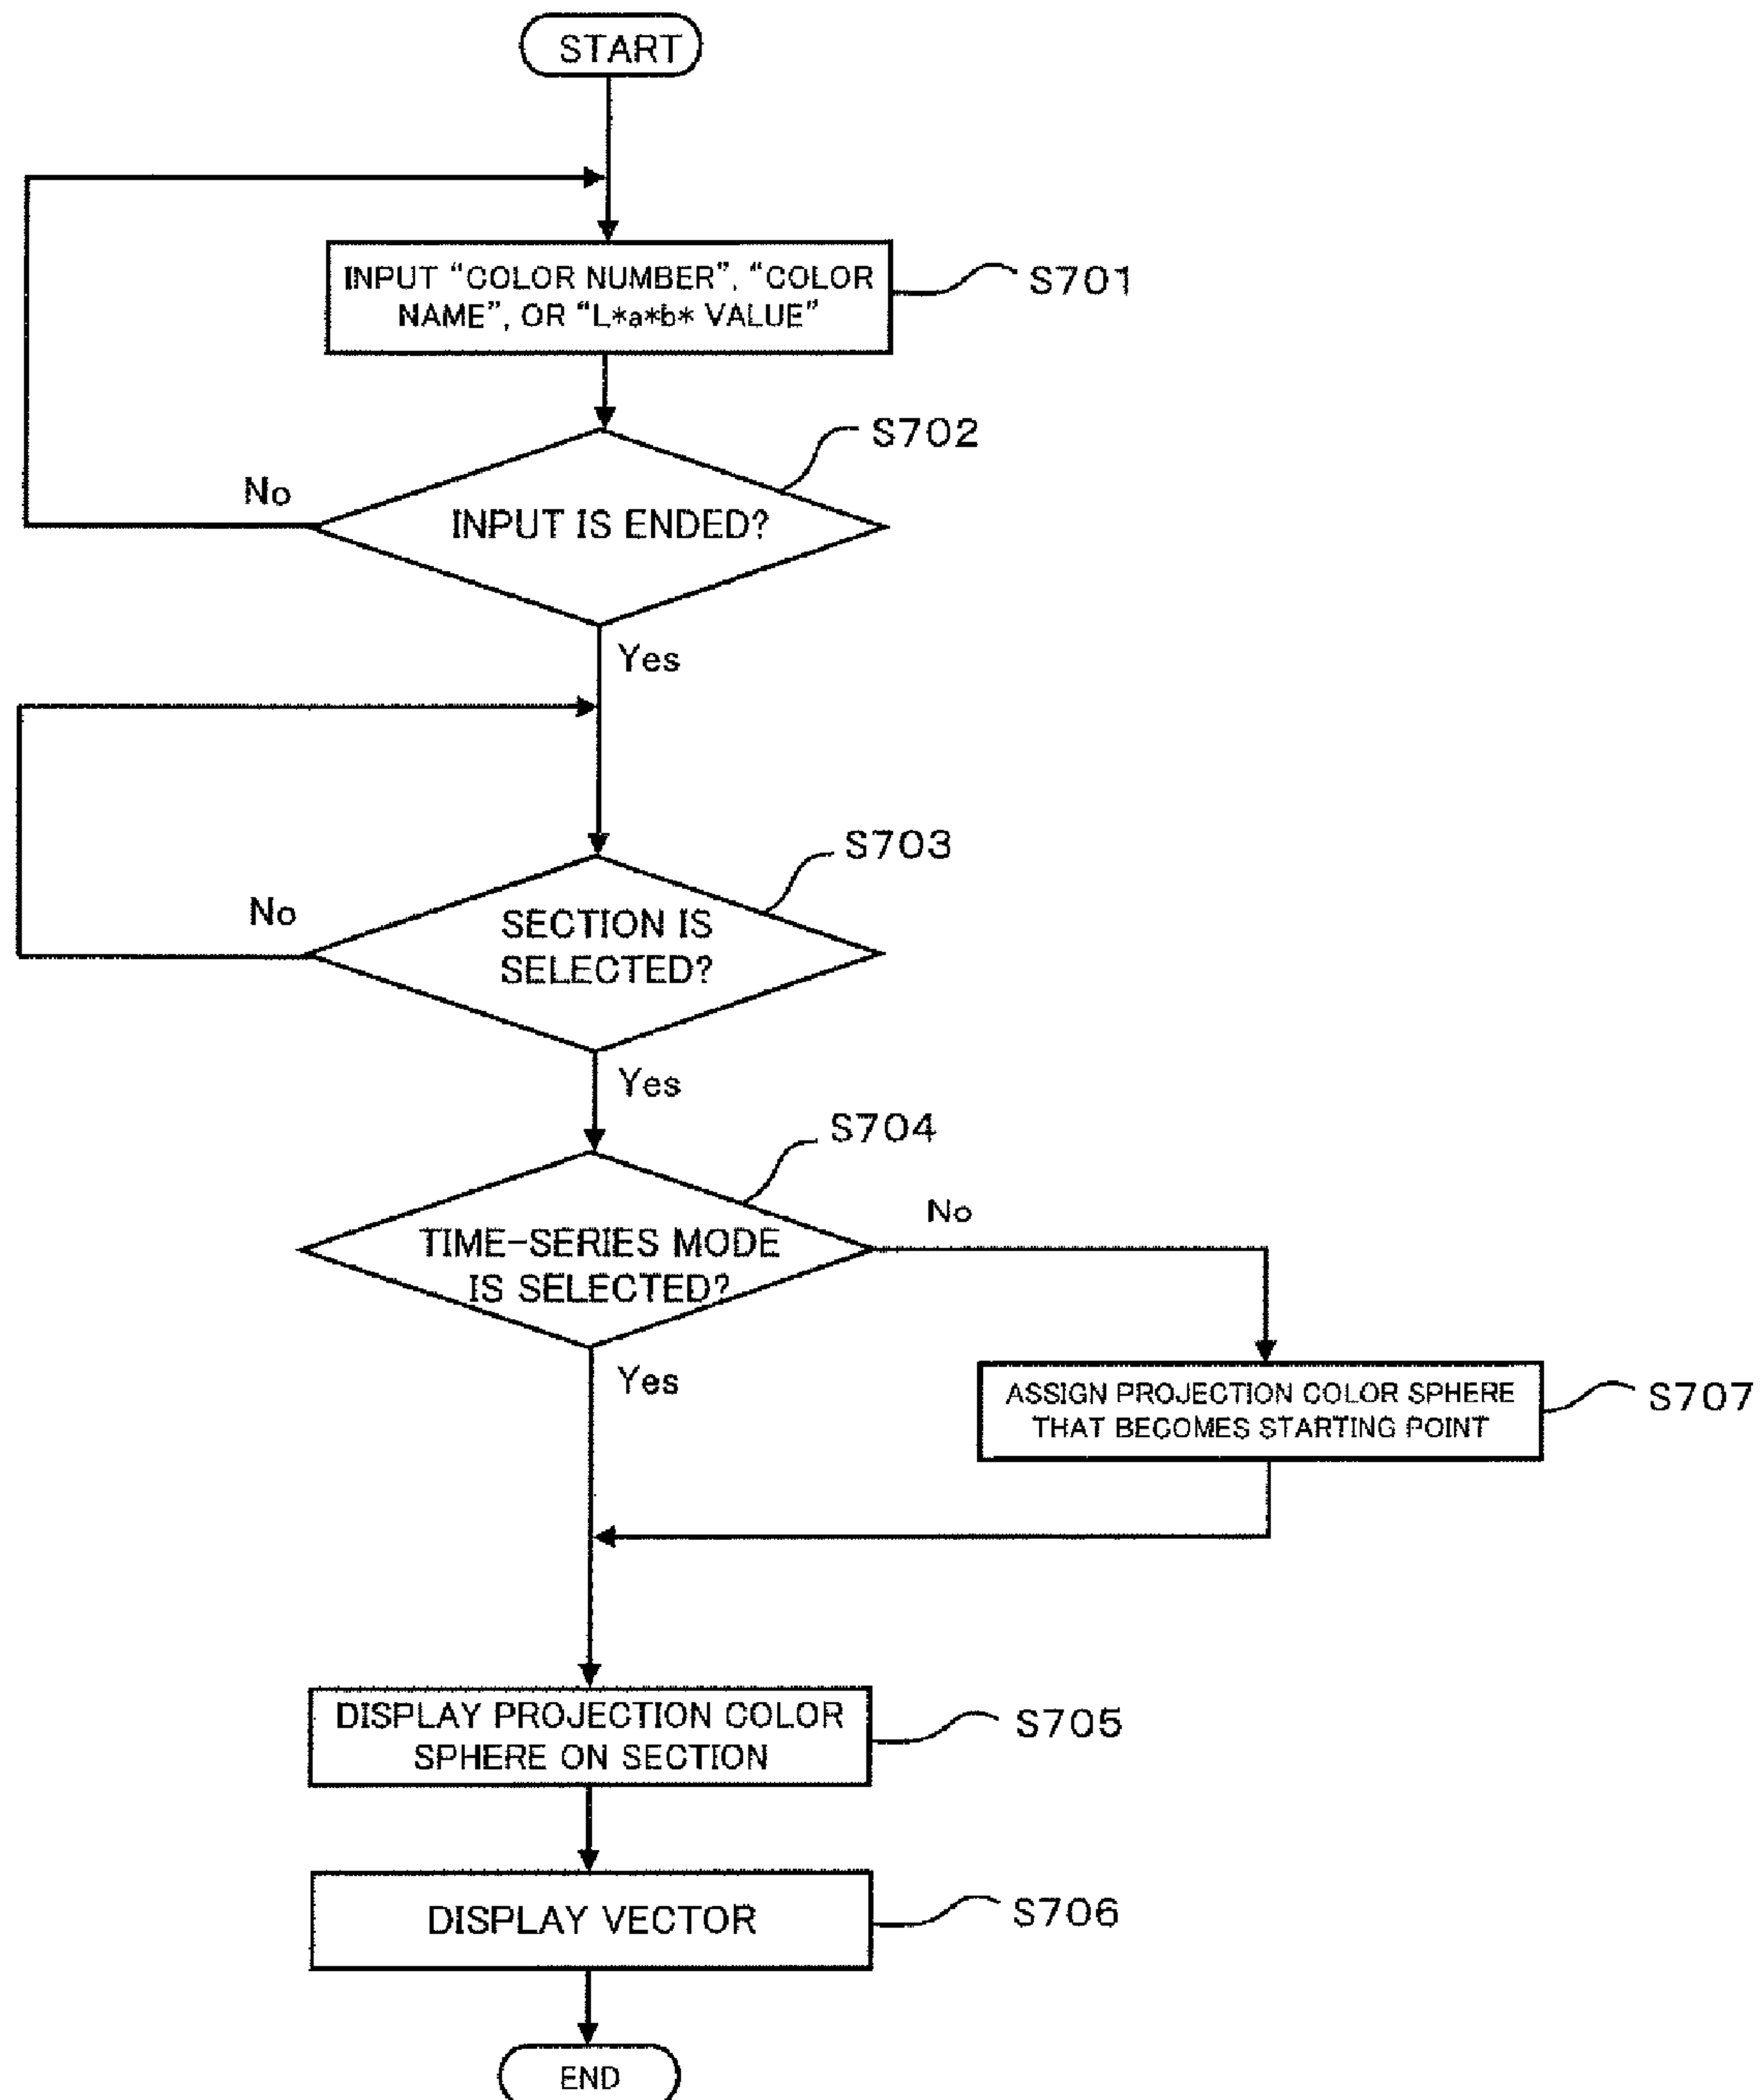 START
INPUT “COLOR NUMBER”, “COLOR
NAME”, OR “L*a*b* VALUE”
S701
S702
No
INPUT IS ENDED?
Yes
S703
No
SECTION IS
SELECTED?
Yes
S704
No
TIME-SERIES MODE
IS SELECTED?
Yes
ASSIGN PROJECTION COLOR SPHERE
THAT BECOMES STARTING POINT
S707
DISPLAY PROJECTION COLOR
SPHERE ON SECTION
S705
DISPLAY VECTOR
S706
END